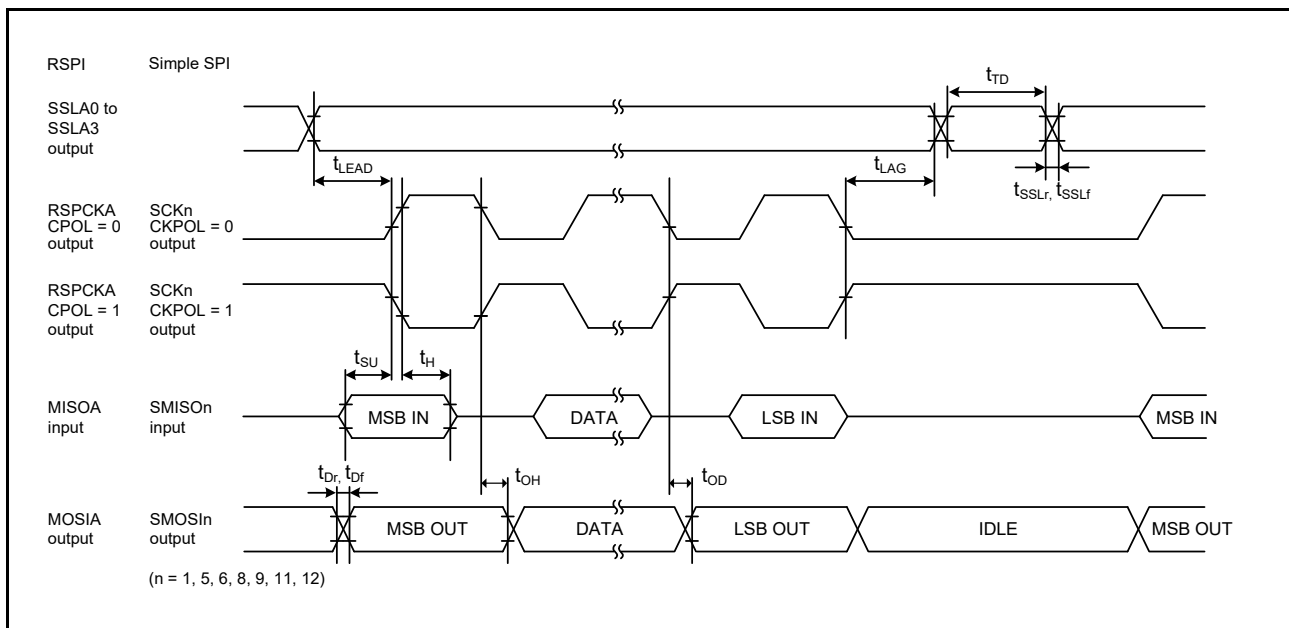 RSPI Simple SPI
SSLA0 to
SSLA3
output
tTD
tLEAD
tLAG
tSSLr, tSSLf
RSPCKA SCKn
CPOL = 0 CKPOL = 0
output output
RSPCKA SCKn
CPOL = 1 CKPOL = 1
output output
tSU tH
MISOA SMISOn
input input
MSB IN DATA LSB IN MSB IN
tDr, tDf
tOH tOD
MOSIA SMOSIn
output output
MSB OUT DATA LSB OUT IDLE MSB OUT
(n = 1, 5, 6, 8, 9, 11, 12)